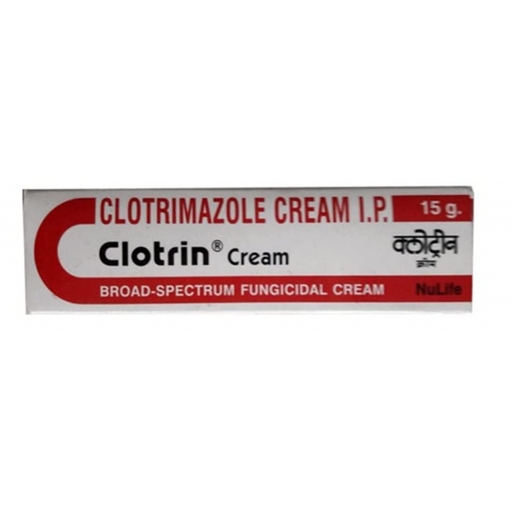 CLOTRIMAZOLE CREAM I.P. 15 g.
Clotrin® Cream
क्लोट्रीन
क्रीम
BROAD-SPECTRUM FUNGICIDAL CREAM NuLife